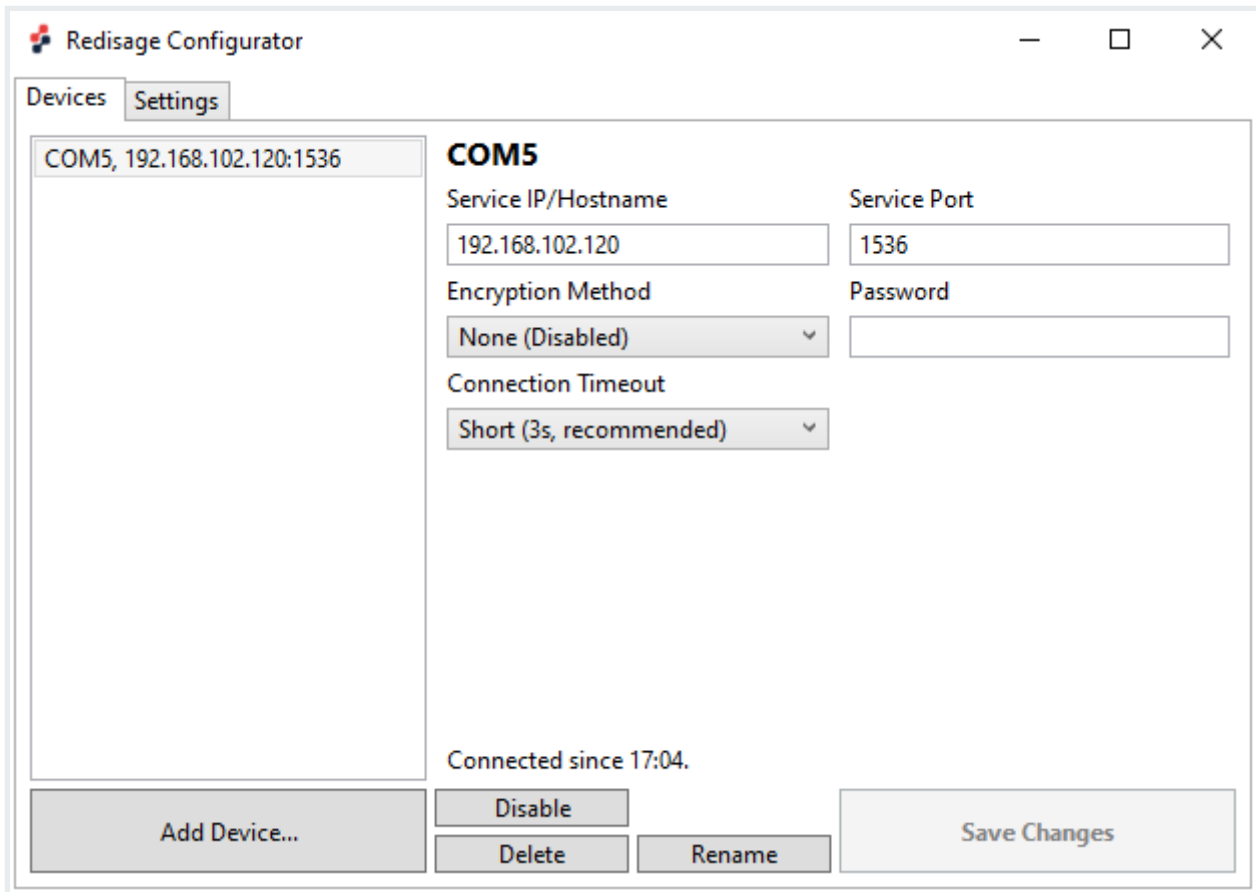 Redisage Configurator
Devices Settings
COM5, 192.168.102.120:1536
COM5
Service IP/Hostname Service Port
192.168.102.120 1536
Encryption Method Password
None (Disabled)
Connection Timeout
Short (3s, recommended)
Connected since 17:04.
Add Device...
Disable
Delete Rename
Save Changes